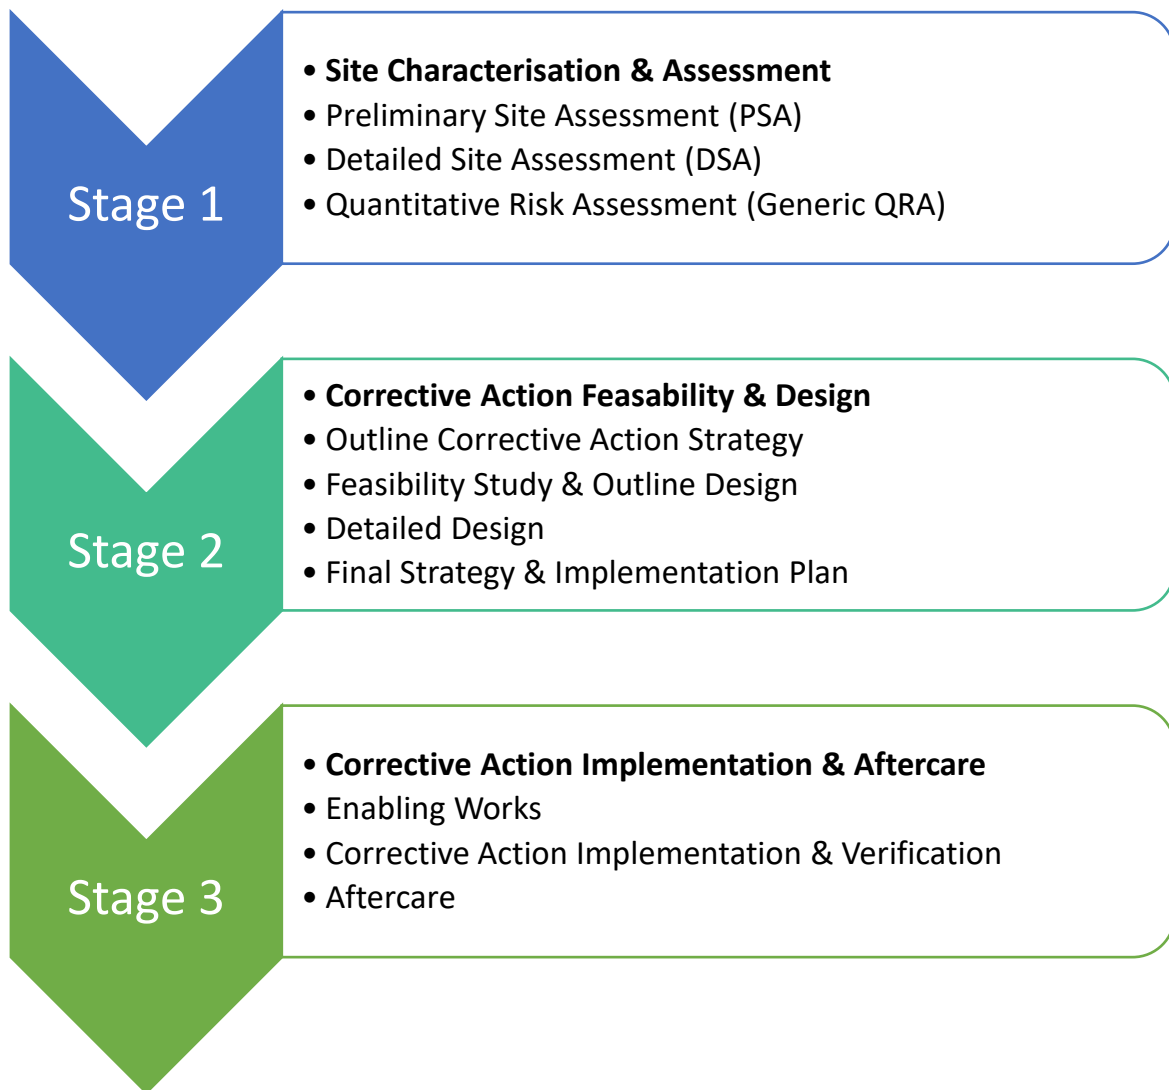 Stage 1
• Site Characterisation & Assessment
• Preliminary Site Assessment (PSA)
• Detailed Site Assessment (DSA)
• Quantitative Risk Assessment (Generic QRA)
Stage 2
• Corrective Action Feasability & Design
• Outline Corrective Action Strategy
• Feasibility Study & Outline Design
• Detailed Design
• Final Strategy & Implementation Plan
Stage 3
• Corrective Action Implementation & Aftercare
• Enabling Works
• Corrective Action Implementation & Verification
• Aftercare